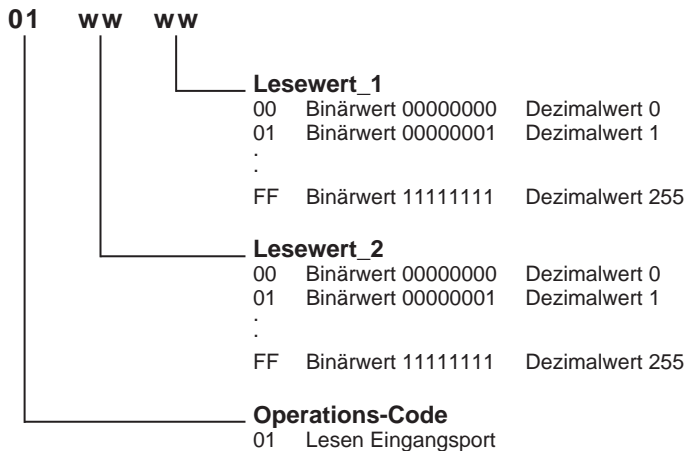 01 ww ww
Lesewert_1
00 Binärwert 00000000 Dezimalwert 0
01 Binärwert 00000001 Dezimalwert 1
.
.
FF Binärwert 11111111 Dezimalwert 255
Lesewert_2
00 Binärwert 00000000 Dezimalwert 0
01 Binärwert 00000001 Dezimalwert 1
.
.
FF Binärwert 11111111 Dezimalwert 255
Operations-Code
01 Lesen Eingangsport